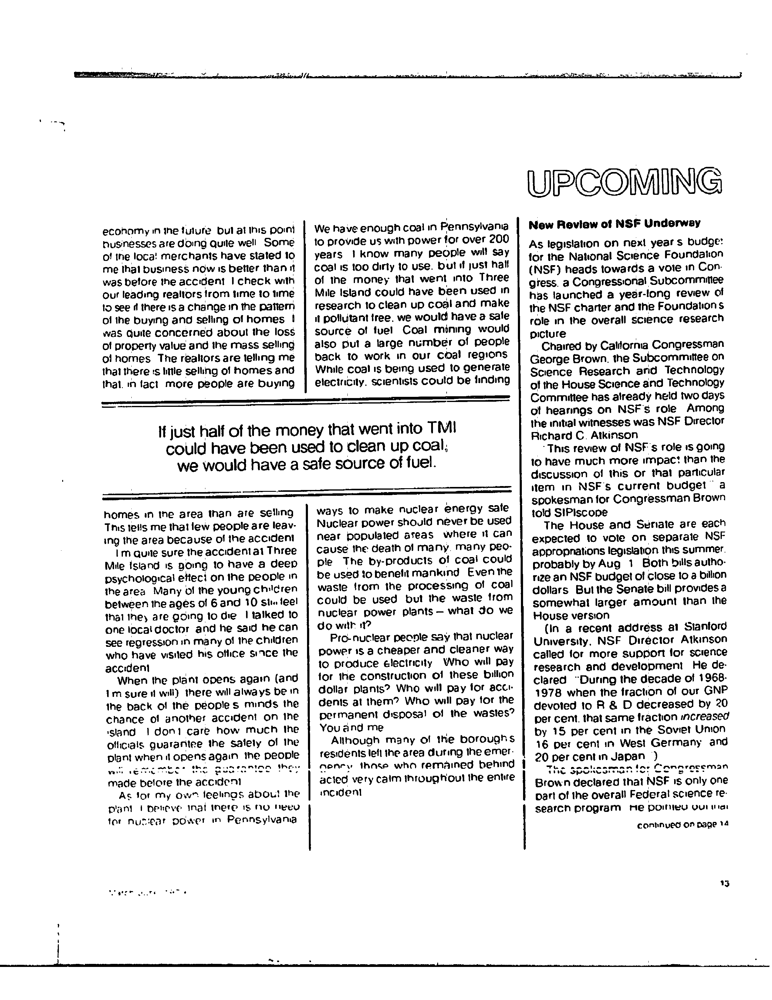 economy in the future but at this point
businesses are doing quite well Some
of the local merchants have stated to
me that business now is better than it
was before the accident I check with
our leading realtors from time to time
to see if there is a change in the pattern
of the buying and selling of homes I
was quite concerned about the loss
of property value and the mass selling
of homes The realtors are telling me
that there is little selling of homes and
that, in fact more people are buying
We have enough coal in Pennsylvania
to provide us with power for over 200
years I know many people will say
coal is too dirty to use, but if just half
of the money that went into Three
Mile Island could have been used in
research to clean up coal and make
it pollutant free, we would have a safe
source of fuel Coal mining would
also put a large number of people
back to work in our coal regions
While coal is being used to generate
electricity, scientists could be finding
If just half of the money that went into TMI
could have been used to clean up coal,
we would have a safe source of fuel.
homes in the area than are selling
This tells me that few people are leav-
ing the area because of the accident
I m quite sure the accident at Three
Mile Island is going to have a deep
psychological effect on the people in
the area Many of the young children
between the ages of 6 and 10 still feel
that they are going to die I talked to
one local doctor and he said he can
see regression in many of the children
who have visited his office since the
accident
When the plant opens again (and
I m sure it will) there will always be in
the back of the people s minds the
chance of another accident on the
island I don t care how much the
officials guarantee the safety of the
plant when it opens again the people
will remember the guarantee they
made before the accident
As for my own feelings about the
plant I believe that there is no need
for nuclear power in Pennsylvania
ways to make nuclear energy safe
Nuclear power should never be used
near populated areas where it can
cause the death of many, many peo-
ple The by-products of coal could
be used to benefit mankind Even the
waste from the processing of coal
could be used but the waste from
nuclear power plants — what do we
do with it?
Pro-nuclear people say that nuclear
power is a cheaper and cleaner way
to produce electricity Who will pay
for the construction of these billion
dollar plants? Who will pay for acci-
dents at them? Who will pay for the
permanent disposal of the wastes?
You and me
Although many of the borough s
residents left the area during the emer-
gency, those who remained behind
acted very calm throughout the entire
incident
UPCOMING
New Review of NSF Underway
As legislation on next year s budget
for the National Science Foundation
(NSF) heads towards a vote in Con-
gress, a Congressional Subcommittee
has launched a year-long review of
the NSF charter and the Foundation s
role in the overall science research
picture
Chaired by California Congressman
George Brown, the Subcommittee on
Science Research and Technology
of the House Science and Technology
Committee has already held two days
of hearings on NSF s role Among
the initial witnesses was NSF Director
Richard C. Atkinson
"This review of NSF s role is going
to have much more impact than the
discussion of this or that particular
item in NSF's current budget " a
spokesman for Congressman Brown
told SIPIscope
The House and Senate are each
expected to vote on separate NSF
appropriations legislation this summer,
probably by Aug 1 Both bills autho-
rize an NSF budget of close to a billion
dollars But the Senate bill provides a
somewhat larger amount than the
House version
(In a recent address at Stanford
University, NSF Director Atkinson
called for more support for science
research and development He de-
clared "During the decade of 1968-
1978 when the fraction of our GNP
devoted to R & D decreased by 20
per cent, that same fraction increased
by 15 per cent in the Soviet Union
16 per cent in West Germany and
20 per cent in Japan )
The spokesman for Congressman
Brown declared that NSF is only one
part of the overall Federal science re-
search program He pointed out that
continued on page 14
13